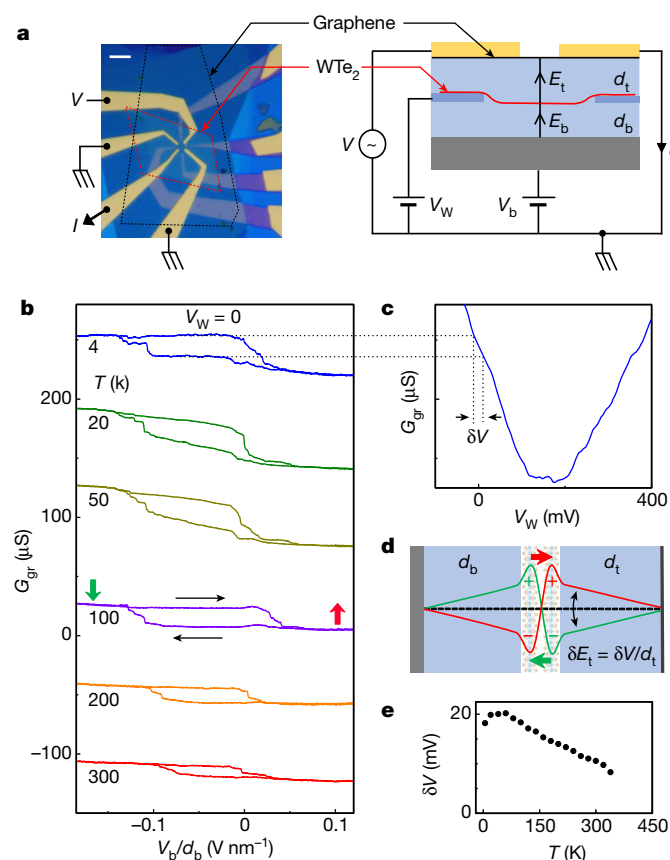 a
Graphene
WTe2
V
I
Et
Eb
dt
db
V
~
VW
Vb
b
VW = 0
4
T (k)
20
50
100
200
300
200
100
0
−100
Ggr (μS)
−0.1
0
0.1
Vb/db (V nm−1)
c
Ggr (μS)
δV
0
400
VW (mV)
d
db
dt
+
+
−
−
δEt = δV/dt
e
20
0
δV (mV)
0
150
300
450
T (K)